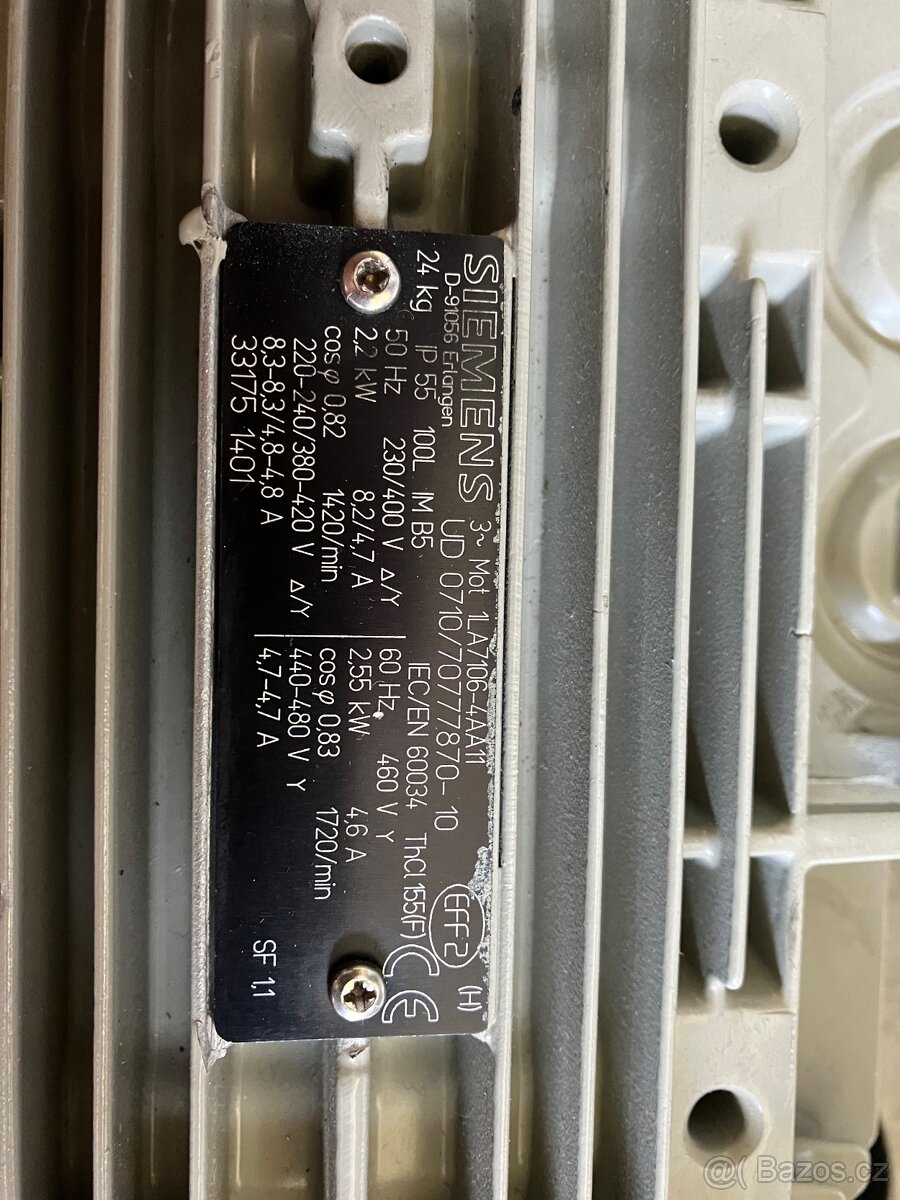 SIEMENS 3~ Mot. 1LA7106-4AA11 (H)
D-91056 Erlangen UD 0710/70777870-10 EFF2
24 kg IP 55 100L IM B5 IEC/EN 60034 Th.Cl.155(F) CE
50 Hz 230/400 V Δ/Y 60 Hz 460 V Y
2,2 kW 8,2/4,7 A 2,55 kW 4,6 A
cosφ 0,82 1420/min cosφ 0,83 1720/min
220-240/380-420 V Δ/Y 440-480 V Y
8,3-8,3/4,8-4,8 A 4,7-4,7 A
33175 1401 SF 1,1
@( Bazos.cz